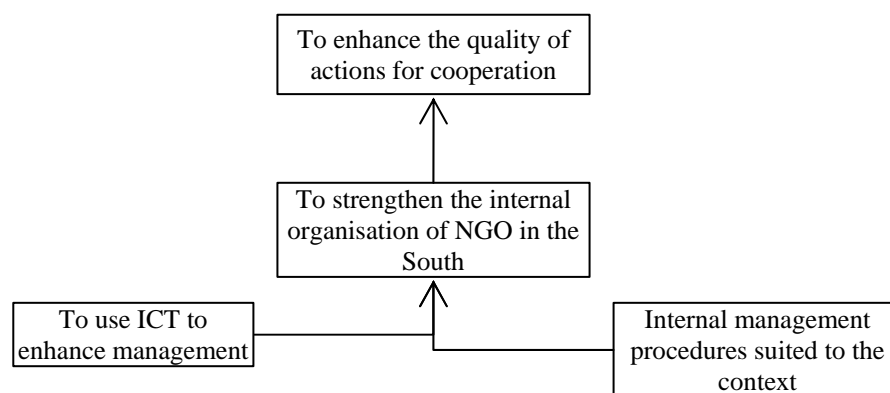 To enhance the quality of
actions for cooperation
To strengthen the internal
organisation of NGO in the
South
To use ICT to
enhance management
Internal management
procedures suited to the
context